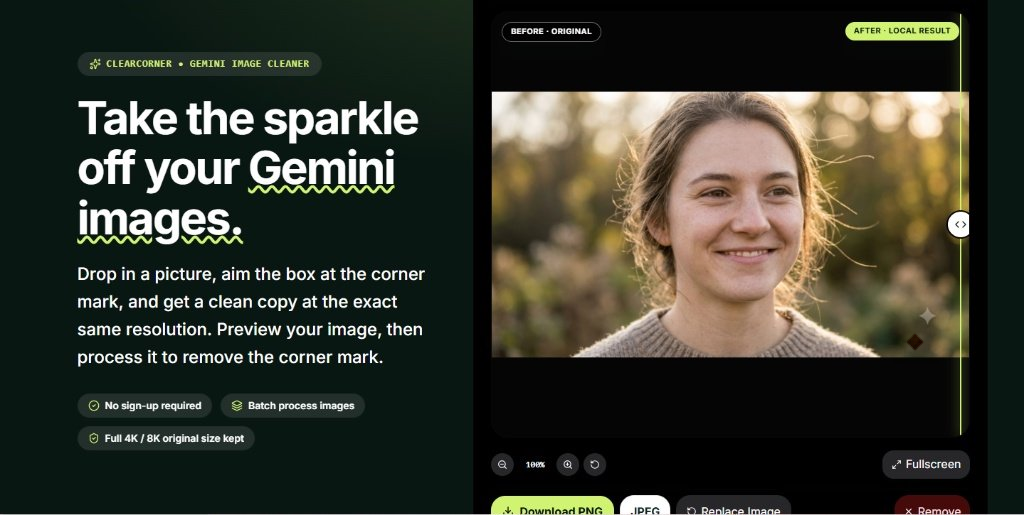 CLEARCORNER • GEMINI IMAGE CLEANER
Take the sparkle
off your Gemini
images.
Drop in a picture, aim the box at the corner
mark, and get a clean copy at the exact
same resolution. Preview your image, then
process it to remove the corner mark.
No sign-up required
Batch process images
Full 4K / 8K original size kept
BEFORE · ORIGINAL
AFTER · LOCAL RESULT
100%
Fullscreen
Download PNG
JPEG
Replace Image
Remove